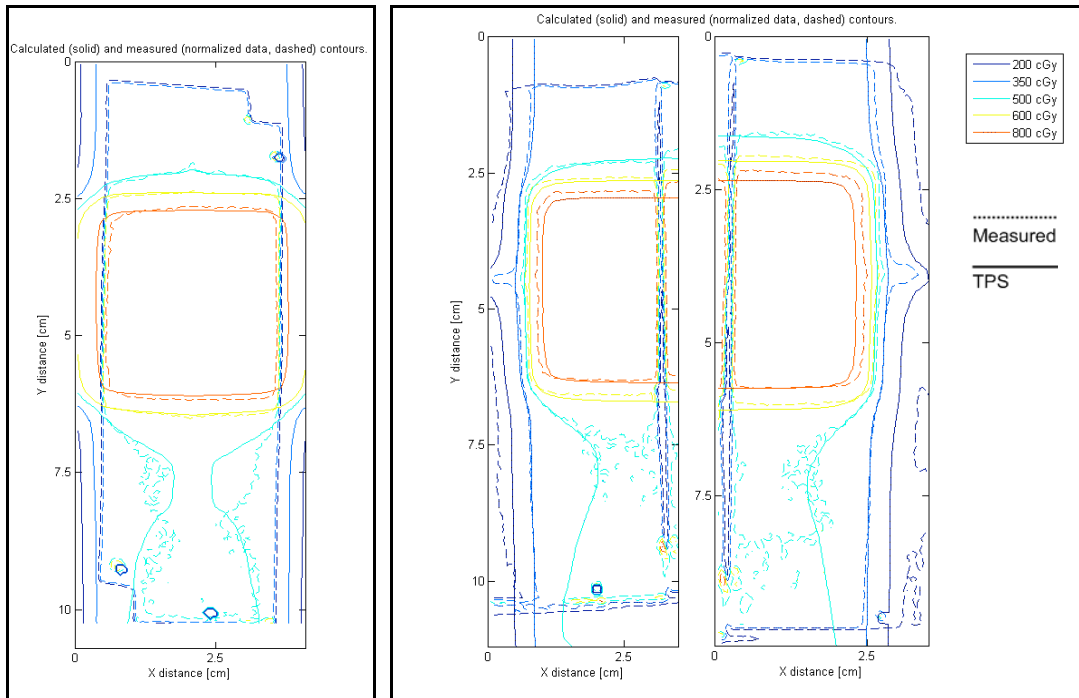 Calculated (solid) and measured (normalized data, dashed) contours.
0
2.5
5
7.5
10
Y distance [cm]
0
2.5
X distance [cm]
Calculated (solid) and measured (normalized data, dashed) contours.
0
2.5
5
7.5
10
Y distance [cm]
0
2.5
X distance [cm]
0
2.5
5
7.5
Y distance [cm]
0
2.5
X distance [cm]
200 cGy
350 cGy
500 cGy
600 cGy
800 cGy
Measured
TPS